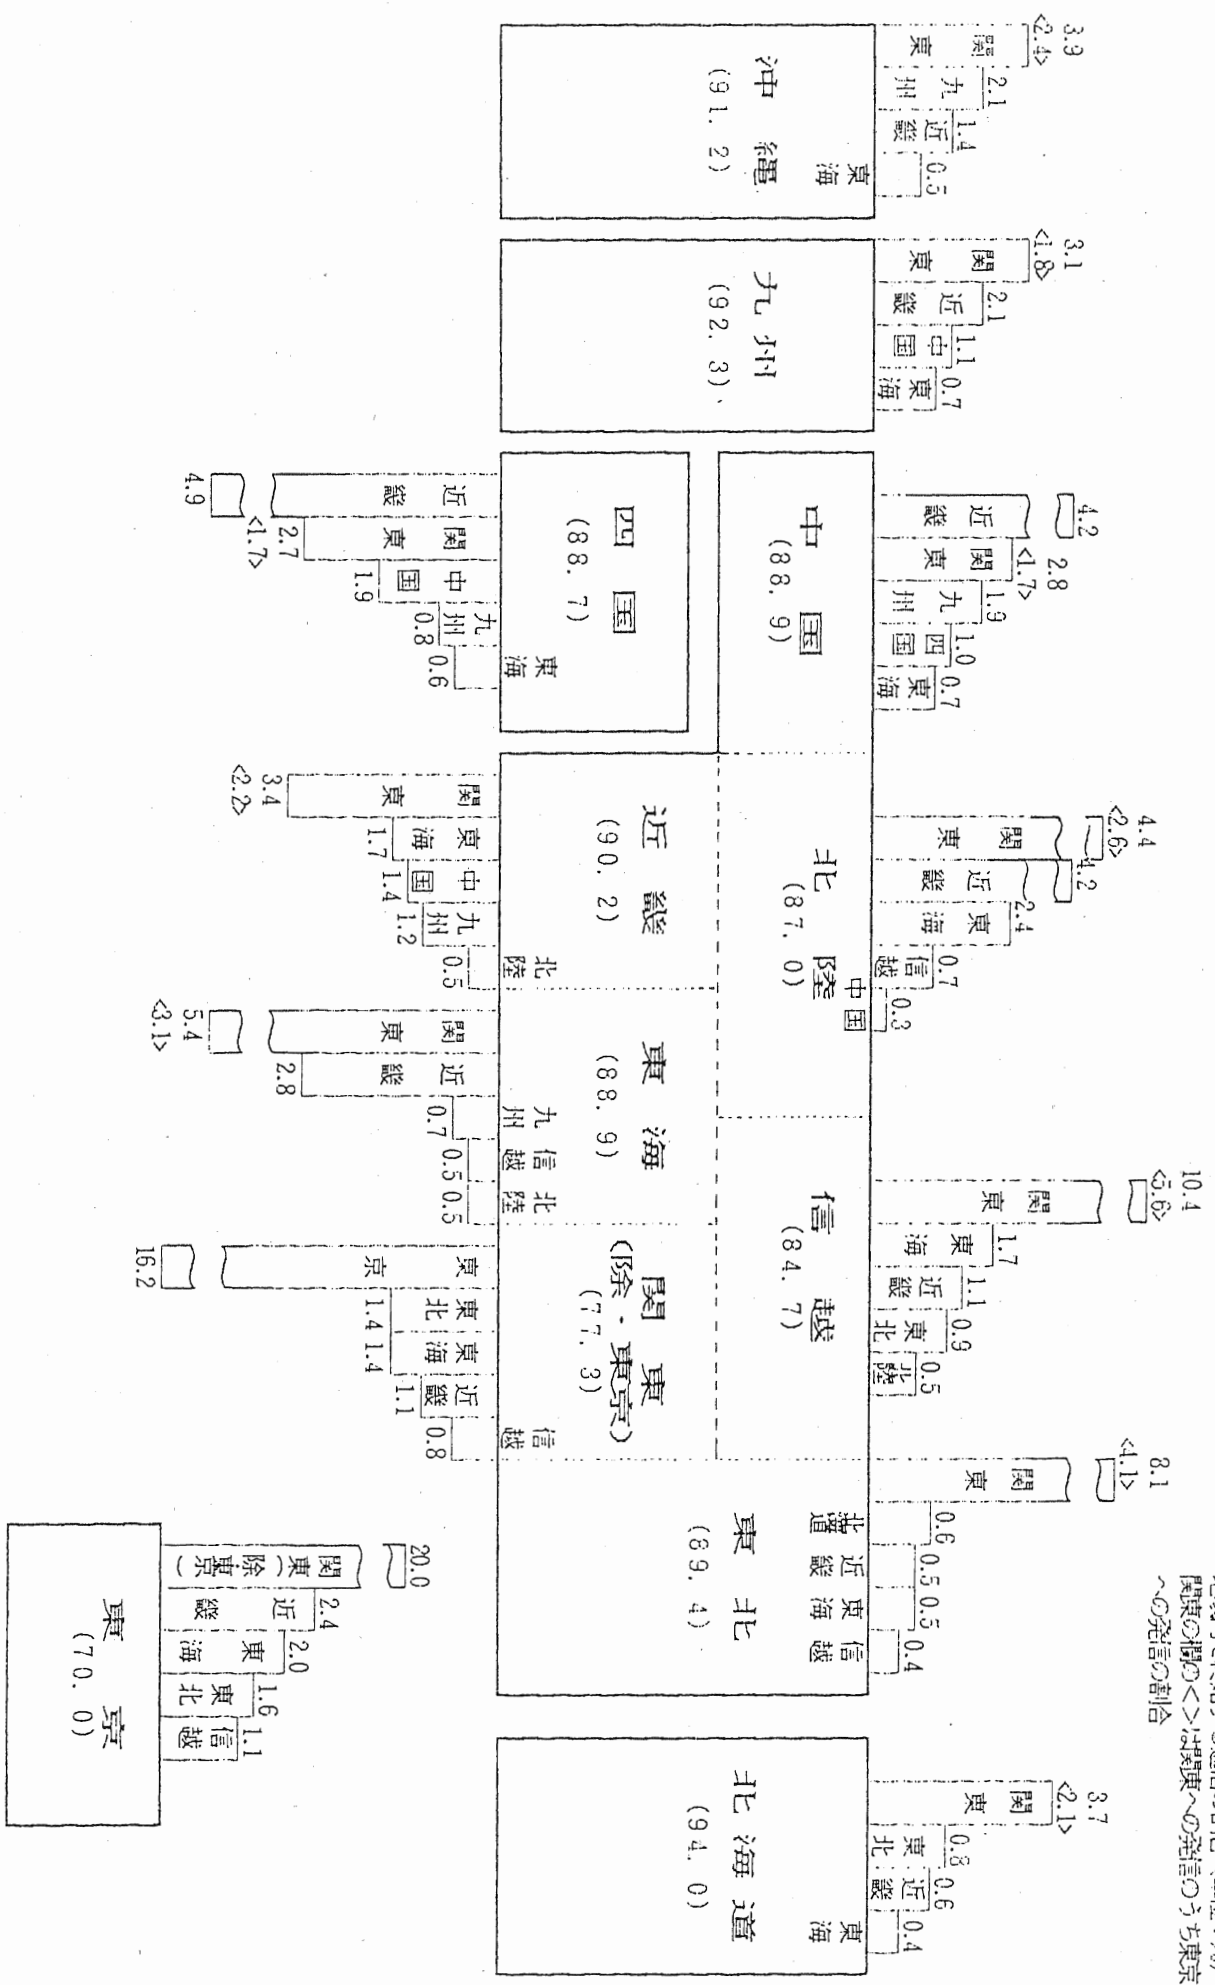 関東の欄の<>は関東への発信のうち東京
への発信の割合
沖縄
(91.2)
3.9
<2.4>
関東
2.1
九州
1.4
近畿
0.5
東海
九州
(92.3)
3.1
<1.8>
関東
2.1
近畿
1.1
中国
0.7
東海
中国
(88.9)
4.2
近畿
2.8
<1.7>
関東
1.9
九州
1.0
四国
0.7
東海
四国
(88.7)
近畿
4.9
関東
2.7
<1.7>
中国
1.9
九州
0.8
東海
0.6
北陸
(87.0)
4.4
<2.6>
関東
4.2
近畿
2.4
東海
0.7
信越
0.3
中国
近畿
(90.2)
関東
3.4
<2.2>
東海
1.7
中国
1.4
九州
1.2
北陸
0.5
東海
(88.9)
関東
5.4
<3.1>
近畿
2.8
九州
0.7
信越
0.5
北陸
0.5
信越
(84.7)
10.4
<5.6>
関東
1.7
東海
1.1
近畿
0.9
東北
0.5
北陸
関東
(除・東京)
(77.3)
東京
16.2
東北
1.4
東海
1.4
近畿
1.1
信越
0.8
東北
(89.4)
8.1
<4.1>
関東
0.6
北海道
0.5
近畿
0.5
東海
0.4
信越
東京
(70.0)
20.0
関東(除東京)
2.4
近畿
2.0
東海
1.6
東北
1.1
信越
北海道
(94.0)
3.7
<2.1>
関東
0.8
東北
0.6
近畿
0.4
東海